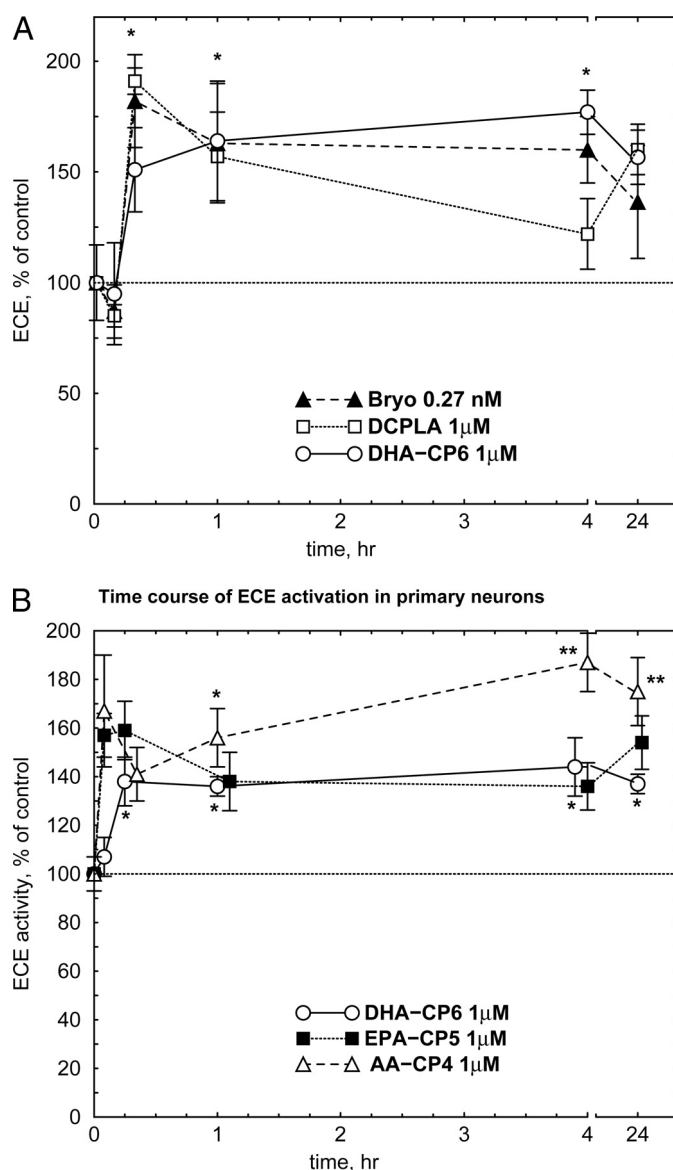 A
*
*
*
200
150
100
50
0
ECE, % of control
Bryo 0.27 nM
DCPLA 1μM
DHA−CP6 1μM
0 1 2 3 4 24
time, hr
B
Time course of ECE activation in primary neurons
200
180
160
140
120
100
80
60
40
20
0
ECE activity, % of control
**
**
*
*
*
*
*
DHA−CP6 1μM
EPA−CP5 1μM
AA−CP4 1μM
0 1 2 3 4 24
time, hr